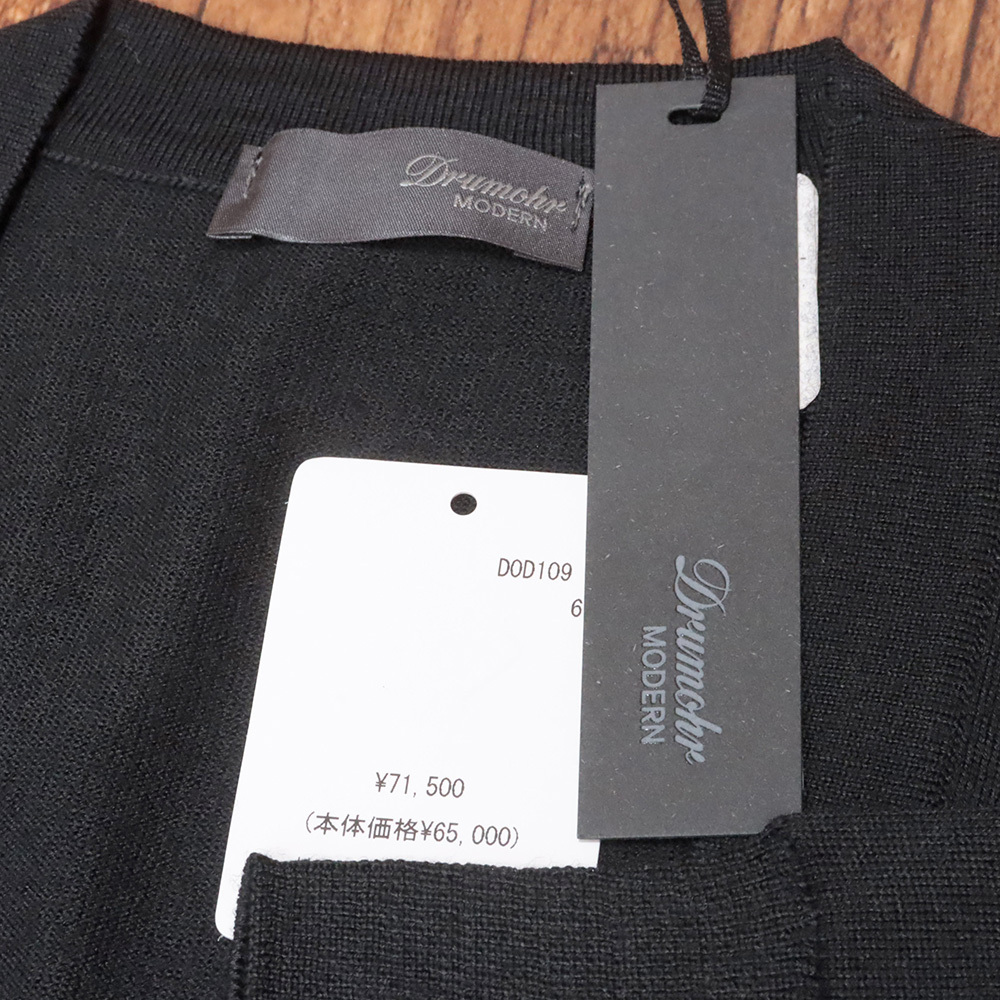 Drumohr
MODERN
D0D109
6
¥71,500
(本体価格¥65,000)
Drumohr
MODERN